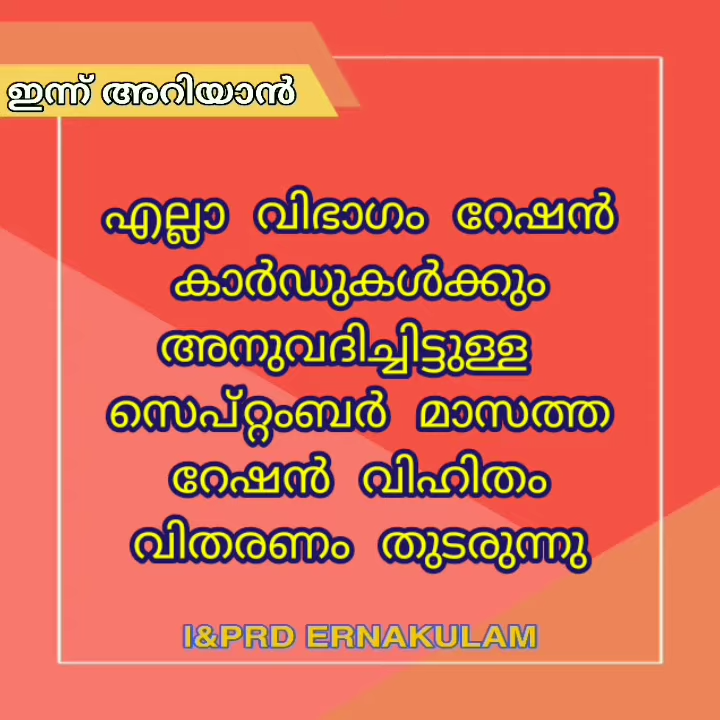 ഇന്ന് അറിയാൻ
എല്ലാ വിഭാഗം റേഷൻ
കാർഡുകൾക്കും
അനുവദിച്ചിട്ടുള്ള
സെപ്റ്റംബർ മാസത്തെ
റേഷൻ വിഹിതം
വിതരണം തുടരുന്നു
I&PRD ERNAKULAM